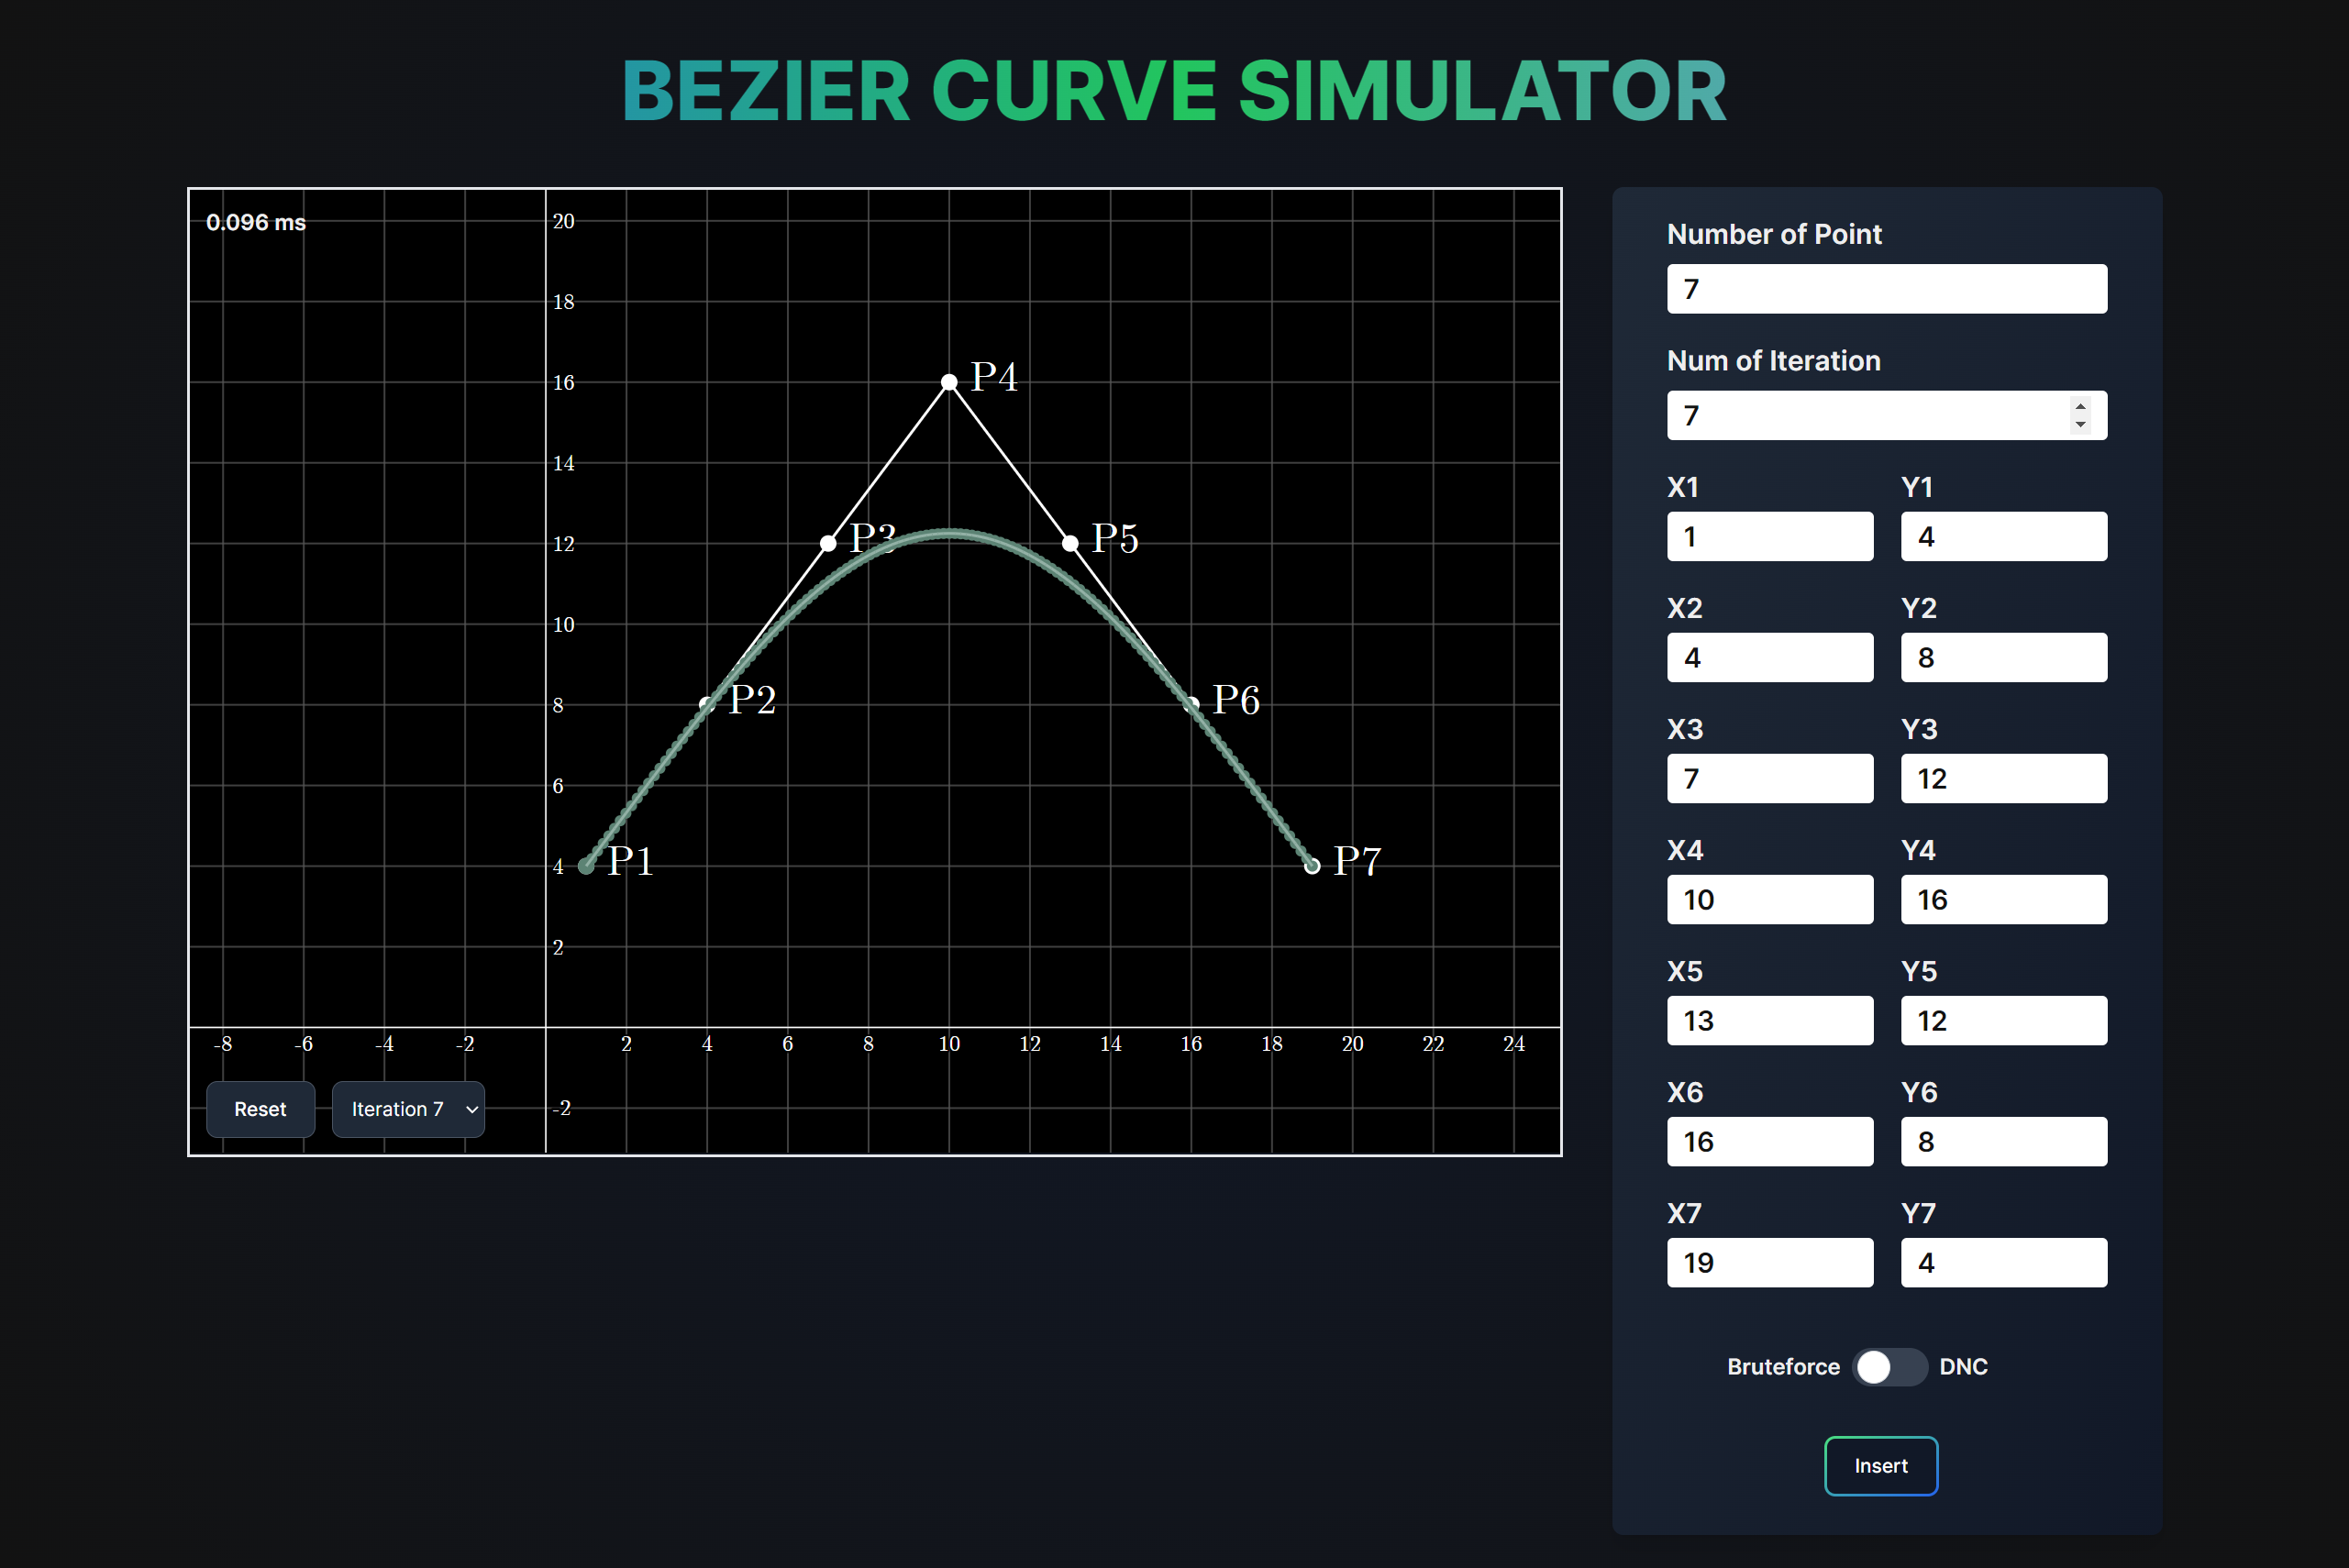 BEZIER CURVE SIMULATOR
0.096 ms
20
18
P4
16
14
P3
P5
12
10
P2
P6
8
6
P1
P7
4
2
-8 -6 -4 -2 2 4 6 8 10 12 14 16 18 20 22 24
-2
Reset Iteration 7
Number of Point
7
Num of Iteration
7
X1 Y1
1 4
X2 Y2
4 8
X3 Y3
7 12
X4 Y4
10 16
X5 Y5
13 12
X6 Y6
16 8
X7 Y7
19 4
Bruteforce DNC
Insert